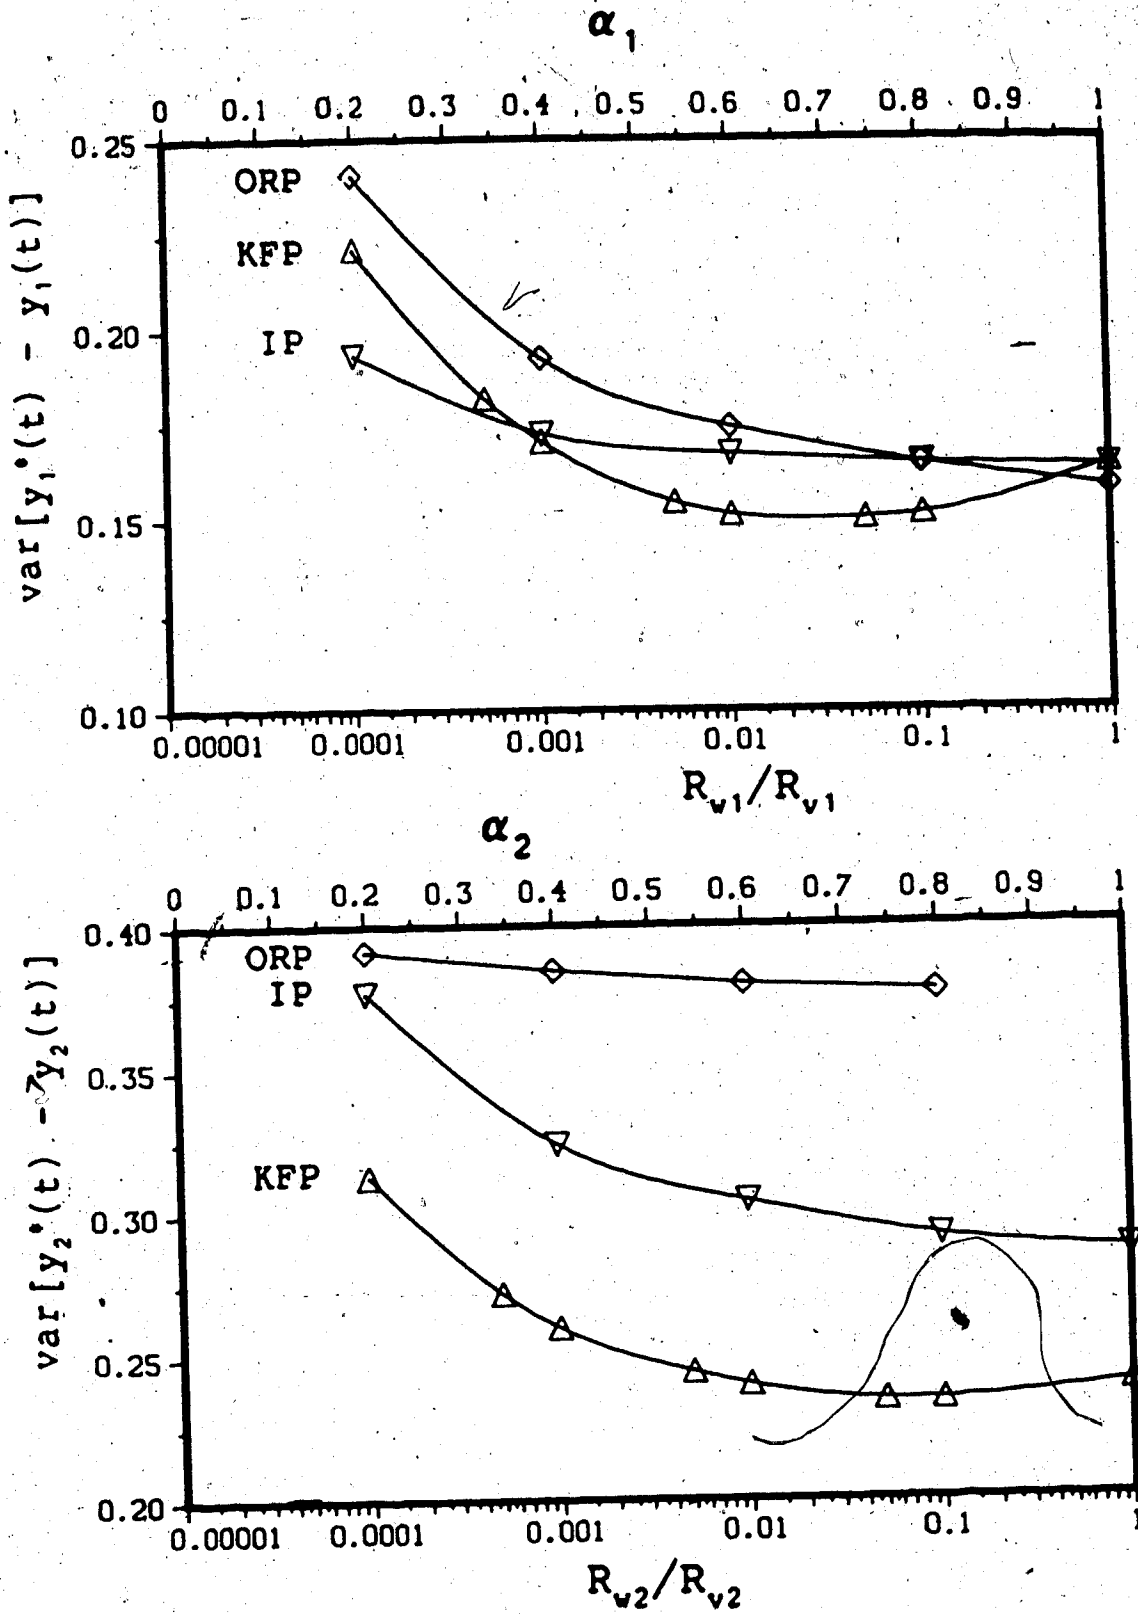 α₁
0 0.1 0.2 0.3 0.4 0.5 0.6 0.7 0.8 0.9 1
0.25
ORP
KFP
0.20
IP
0.15
0.10
var[y₁*(t) - y₁(t)]
0.00001 0.0001 0.001 0.01 0.1 1
R_w1/R_v1
α₂
0 0.1 0.2 0.3 0.4 0.5 0.6 0.7 0.8 0.9 1
0.40
ORP
IP
0.35
KFP
0.30
0.25
0.20
var[y₂*(t) - y₂(t)]
0.00001 0.0001 0.001 0.01 0.1 1
R_w2/R_v2